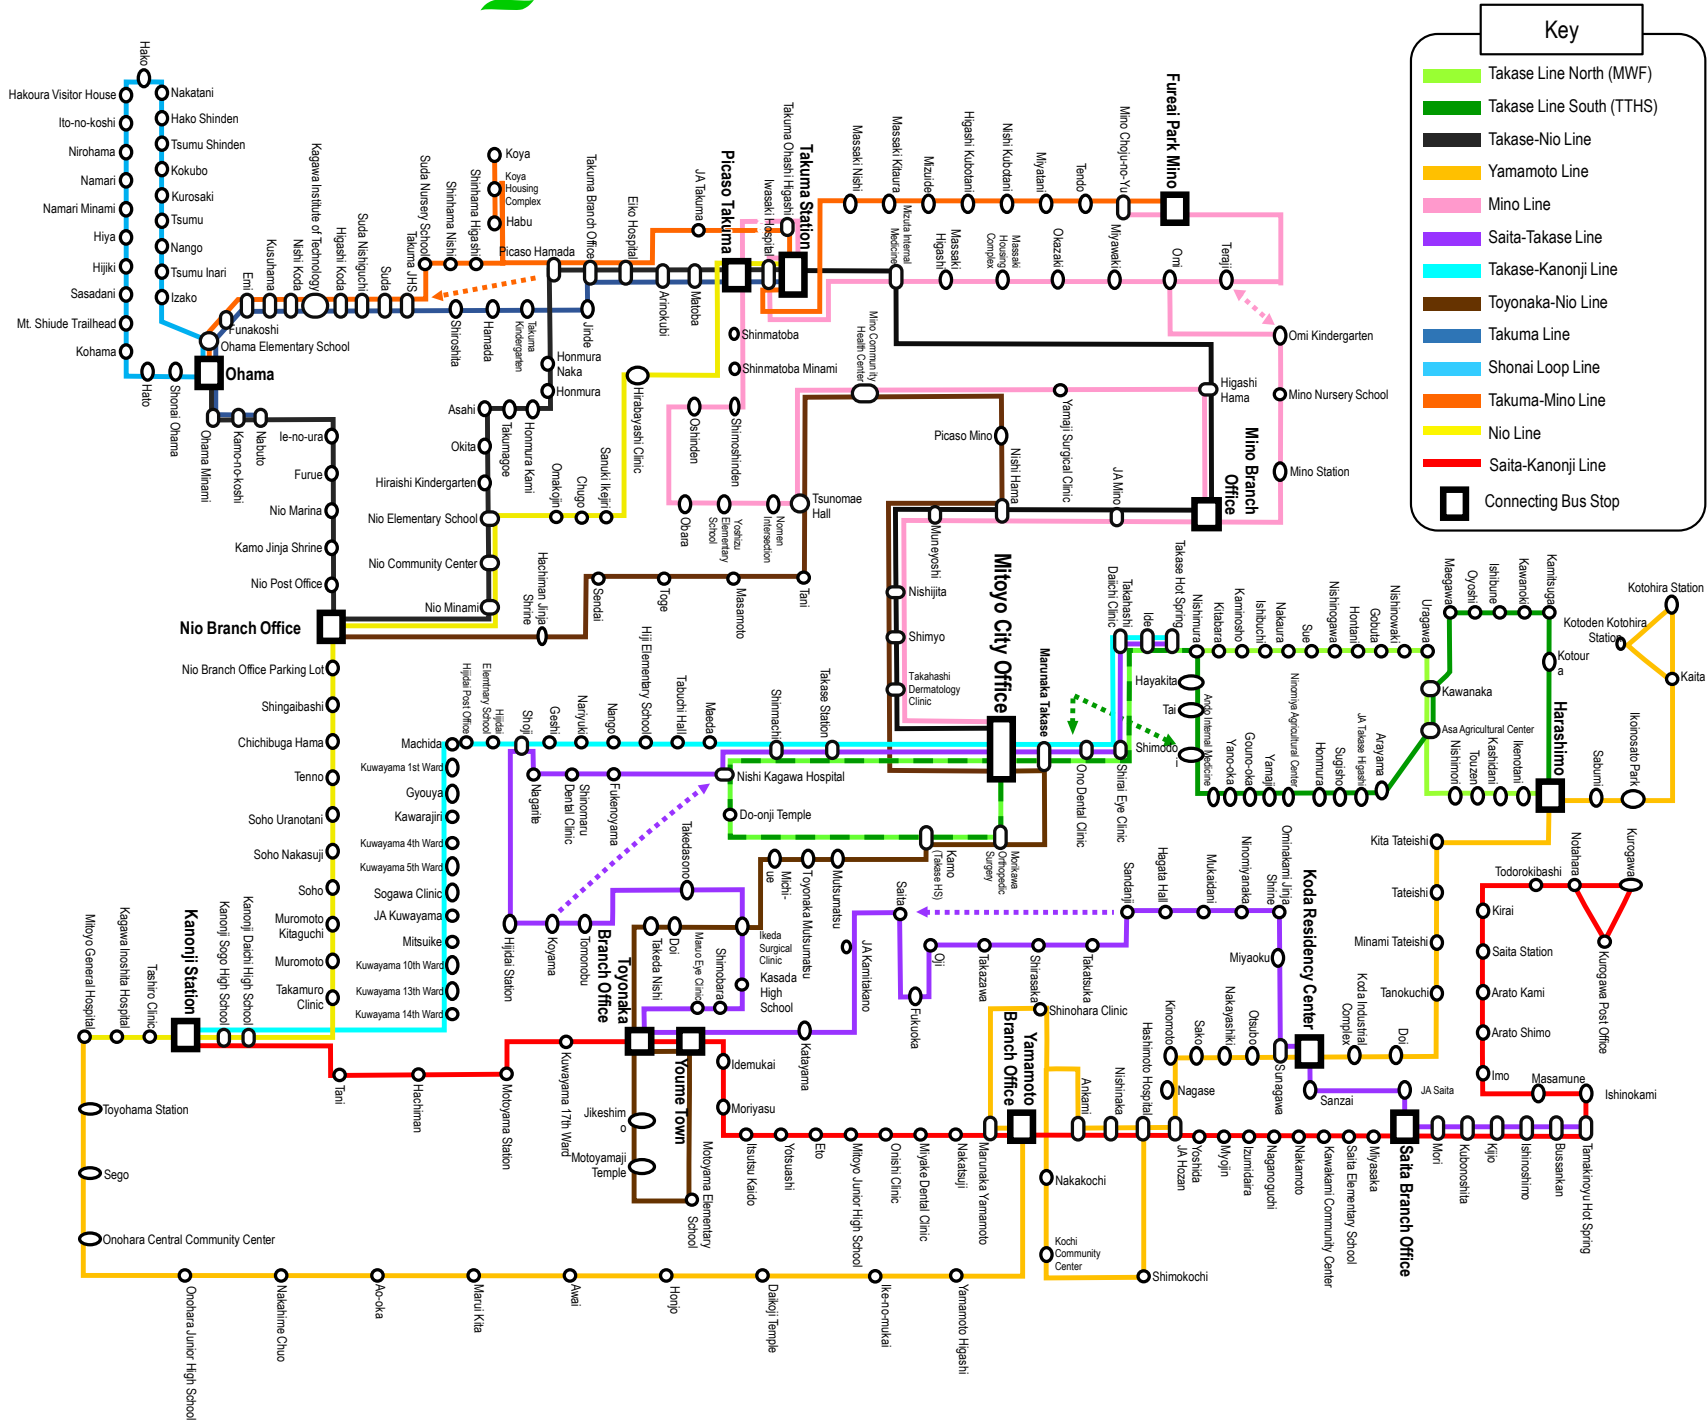 Key
Takase Line North (MWF)
Takase Line South (TTHS)
Takase-Nio Line
Yamamoto Line
Mino Line
Saita-Takase Line
Takase-Kanonji Line
Toyonaka-Nio Line
Takuma Line
Shonai Loop Line
Takuma-Mino Line
Nio Line
Saita-Kanonji Line
Connecting Bus Stop
Hako
Hakoura Visitor House
Ito-no-koshi
Nirohama
Namari
Namari Minami
Hiya
Hijiki
Sasadani
Mt. Shiude Trailhead
Kohama
Hato
Shonai Ohama
Nakatani
Hako Shinden
Tsumu Shinden
Kokubo
Kurosaki
Tsumu
Nango
Tsumu Inari
Izako
Funakoshi
Ohama Elementary School
Ohama
Emi
Kusuhama
Nishi Koda
Kagawa Institute of Technology
Higashi Koda
Suda Nishiguchi
Suda
Takuma JHS
Suda Nursery School
Shinhama Nishi
Shinhama Higashi
Koya
Koya
Housing
Complex
Habu
Picaso Hamada
Takuma Branch Office
Eiko Hospital
Arinokubi
Matoba
JA Takuma
Picaso Takuma
Iwasaki Hospital
Takuma Ohashi Higashi
Takuma Station
Shiroshita
Hamada
Takuma
Kindergarten
Jinde
Massaki Nishi
Massaki Kitaura
Mizuido
Higashi Kubotani
Nishi Kubotani
Miyatani
Tendo
Mino Choju-no-Yu
Fureai Park Mino
Mizuta Internal
Medicine
Massaki
Higashi
Massaki
Housing
Complex
Okazaki
Miyawaki
Omi
Teraji
Omi Kindergarten
Mino Nursery School
Mino Station
Higashi
Hama
Mino Branch
Office
Yamaji Surgical Clinic
JA Mino
Mino Community
Health Center
Picaso Mino
Nishi Hama
Muneyoshi
Nishijita
Shimyo
Takahashi
Dermatology
Clinic
Shinmatoba
Shinmatoba Minami
Shimoshinden
Oshinden
Obara
Yoshizu
Elementary
School
Nomen
Intersection
Tsunomae
Hall
Tani
Masamoto
Toge
Sendai
Hachiman Jinja
Shrine
Honmura
Naka
Honmura
Honmura Kami
Takumagoe
Asahi
Okita
Hiraishi Kindergarten
Nio Elementary School
Nio Community Center
Nio Minami
Omakojin
Chugo
Sanuki Ikejiri
Hirabayashi Clinic
Ohama Minami
Kamo-no-koshi
Nabuto
Ie-no-ura
Furue
Nio Marina
Kamo Jinja Shrine
Nio Post Office
Nio Branch Office
Nio Branch Office Parking Lot
Shingaibashi
Chichibuga Hama
Tenno
Soho Uranotani
Soho Nakasuji
Soho
Muromoto
Kitaguchi
Muromoto
Takamuro
Clinic
Mitoyo General Hospital
Kagawa Inoshita Hospital
Tashiro Clinic
Kanonji Station
Kanonji Sogo High School
Kanonji Daichi High School
Machida
Kuwayama 1st Ward
Gyouya
Kawarajiri
Kuwayama 4th Ward
Kuwayama 5th Ward
Sogawa Clinic
JA Kuwayama
Mitsuike
Kuwayama 10th Ward
Kuwayama 13th Ward
Kuwayama 14th Ward
Hijidai Post Office
Hijidai
Elemtnary School
Shoji
Geshi
Nariyuki
Nango
Hiji Elementary School
Tabuchi Hall
Maeda
Shinmachi
Takase Station
Mitoyo City Office
Marunaka Takase
Ono Dental Clinic
Shirai Eye Clinic
Daiichi Clinic
Takahashi
Ide
Takase Hot Spring
Nagarite
Shinomaru
Dental Clinic
Fukenoyama
Nishi Kagawa Hospital
Do-onji Temple
Kamo
(Takase HS)
Morikawa
Orthopedic
Surgery
Nishimura
Kitabara
Kaminosho
Ishibuchi
Nakaura
Sue
Nishinogawa
Hontani
Gobuta
Nishinowaki
Uragawa
Maegawa
Oyoshi
Ishibune
Kawanoki
Kamitsuga
Kotour
a
Kawanaka
Asa Agricultural Center
Hayakita
Tai
Shimodo
Ando Internal
Medicine
Yano-oka
Gouno-oka
Yamaji
Ninomiya Agricultural Center
Honmura
Sugisho
JA Takase Higashi
Arayama
Nishimori
Touzen
Kashidani
Ikenotani
Harashimo
Kotohira Station
Kotoden Kotohira
Station
Kaita
Ikoinosato Park
Sabumi
Kita Tateishi
Tateishi
Minami Tateishi
Tanokuchi
Doi
Koda Industrial
Complex
Koda Residency Center
Sunagawa
Otsubo
Nakayashiki
Sako
Kinomoto
Nagase
Hijidai Station
Koyama
Tomonobu
Takedasono
Ikeda
Surgical
Clinic
Kasada
High
School
Shimobara
Maruo Eye Clinic
Doi
Takeda Nishi
Michi-
ue
Toyonaka Mutsumatsu
Mutsumatsu
Toyonaka
Branch Office
Youme Town
Katayama
JA Kamitakano
Saita
Fukuoka
Oji
Takazawa
Shirasaka
Takatsuka
Sandanji
Hagata Hall
Mukaidani
Ninomiyanaka
Ominakami Jinja
Shrine
Miyaoku
Sanzai
JA Saita
Saita Branch Office
Mori
Kubonoshita
Kijio
Ishinoshimo
Bussankan
Tamakinoyu Hot Spring
Ishinokami
Masamune
Imo
Arato Shimo
Arato Kami
Saita Station
Kirai
Todorokibashi
Notahara
Kurogawa
Kurogawa Post Office
Tani
Hachiman
Motoyama Station
Kuwayama 17th Ward
Jikeshim
o
Motoyamaji
Temple
Motoyama Elementary
School
Idemukai
Moriyasu
Itsutsu Kaido
Yotsushi
Eto
Mitoyo Junior High School
Onishi Clinic
Miyake Dental Clinic
Nakatsuji
Marunaka Yamamoto
Yamamoto
Branch Office
Shinohara Clinic
Ankami
Nishinaka
Hashimoto Hospital
JA Hozan
Yoshida
Myojin
Izumidaira
Naganoguchi
Nakamoto
Kawakami Community Center
Saita Elementary School
Miyasaka
Nakakochi
Kochi
Community
Center
Shimokochi
Toyohama Station
Sego
Onohara Central Community Center
Onohara Junior High School
Nakahime Chuo
Ao-oka
Marui Kita
Awai
Honjo
Daikoji Temple
Ike-no-mukai
Yamamoto Higashi